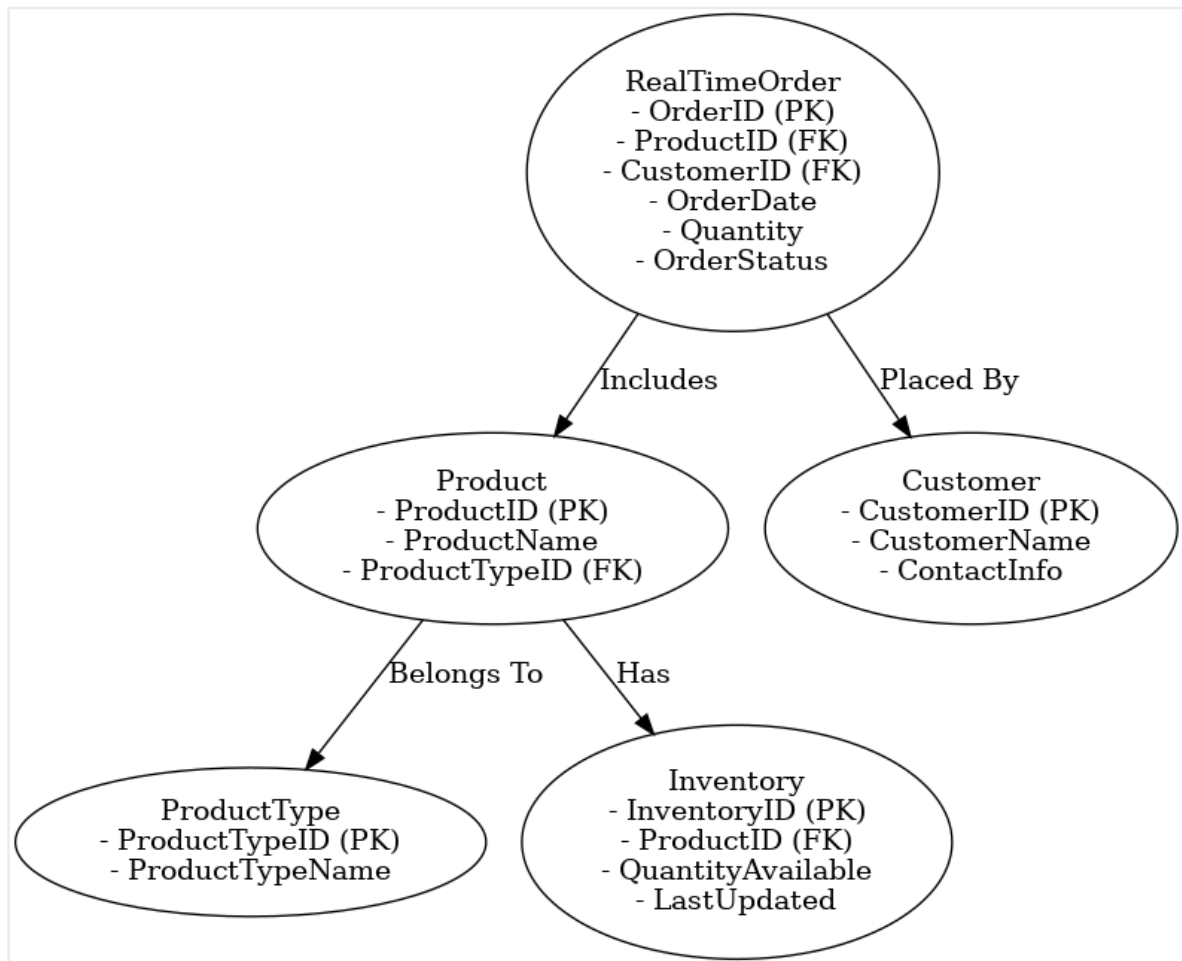 RealTimeOrder
- OrderID (PK)
- ProductID (FK)
- CustomerID (FK)
- OrderDate
- Quantity
- OrderStatus
Includes
Placed By
Product
- ProductID (PK)
- ProductName
- ProductTypeID (FK)
Customer
- CustomerID (PK)
- CustomerName
- ContactInfo
Belongs To
Has
ProductType
- ProductTypeID (PK)
- ProductTypeName
Inventory
- InventoryID (PK)
- ProductID (FK)
- QuantityAvailable
- LastUpdated